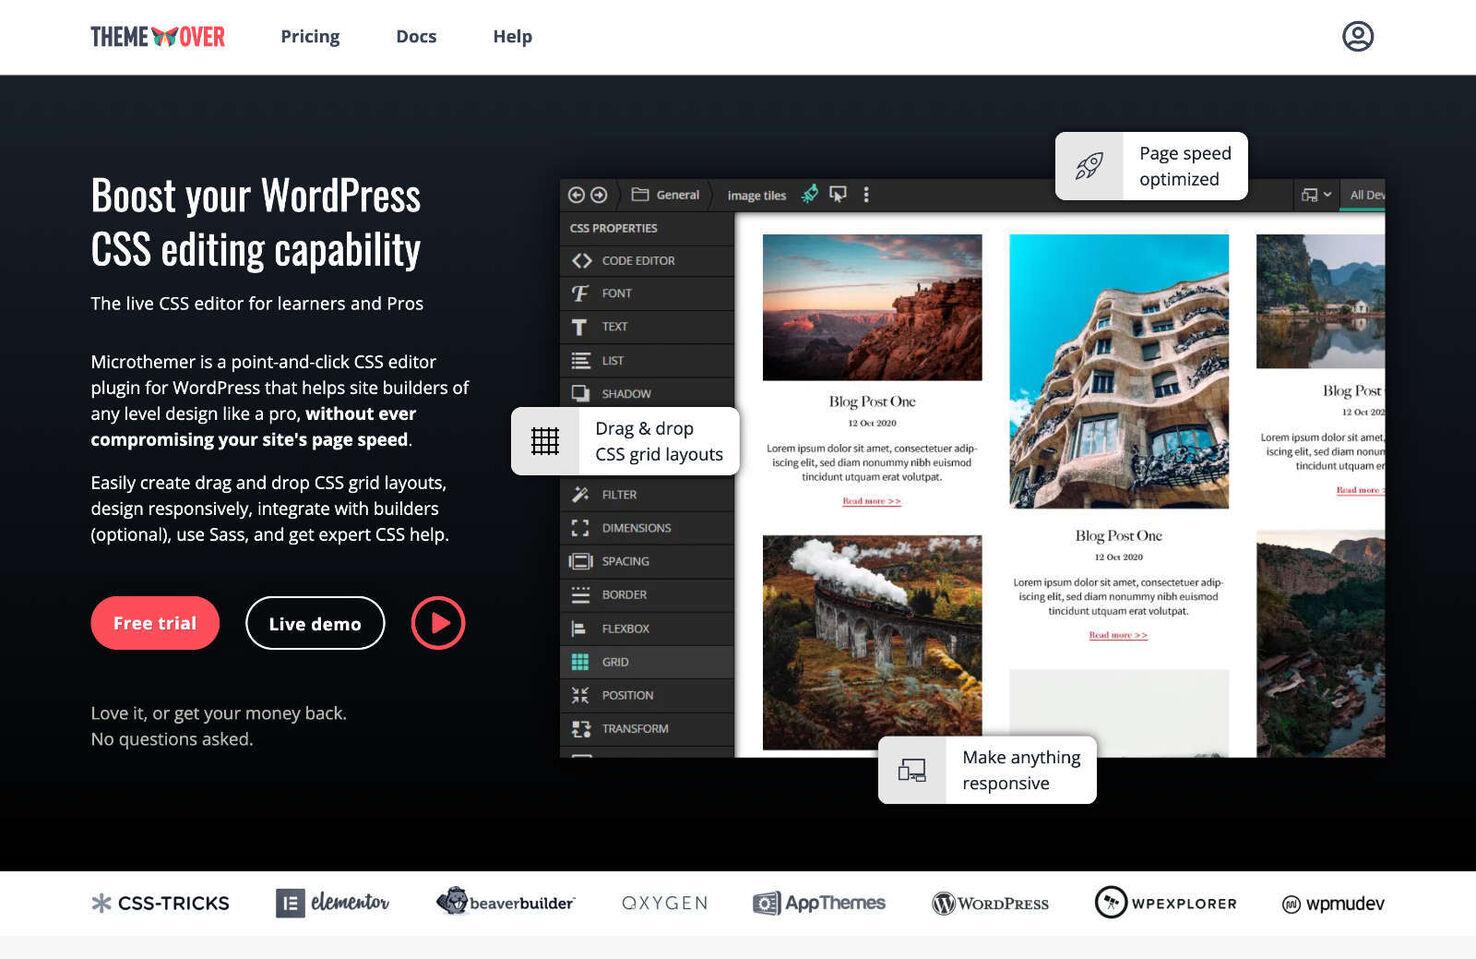 THEMEOVER
Pricing
Docs
Help
Boost your WordPress
CSS editing capability
The live CSS editor for learners and Pros
Microthemer is a point-and-click CSS editor
plugin for WordPress that helps site builders of
any level design like a pro, without ever
compromising your site's page speed.
Easily create drag and drop CSS grid layouts,
design responsively, integrate with builders
(optional), use Sass, and get expert CSS help.
Free trial
Live demo
Love it, or get your money back.
No questions asked.
Page speed
optimized
General
image tiles
All Dev
CSS PROPERTIES
CODE EDITOR
FONT
TEXT
LIST
SHADOW
Drag & drop
CSS grid layouts
FILTER
DIMENSIONS
SPACING
BORDER
FLEXBOX
GRID
POSITION
TRANSFORM
Blog Post One
12 Oct 2020
Lorem ipsum dolor sit amet, consectetuer adip-
iscing elit, sed diam nonummy nibh euismod
tincidunt utquam erat volutpat.
Read more >>
Blog Post One
12 Oct 2020
Lorem ipsum dolor sit amet, consectetuer adip-
iscing elit, sed diam nonummy nibh euismod
tincidunt utquam erat volutpat.
Read more >>
Blog Post
12 Oct 202
Lorem ipsum dolor sit amet,
iscing elit, sed diam nonumm
tincidunt utquam er
Read more >
Make anything
responsive
CSS-TRICKS
elementor
beaverbuilder
OXYGEN
AppThemes
WORDPRESS
WPEXPLORER
wpmudev